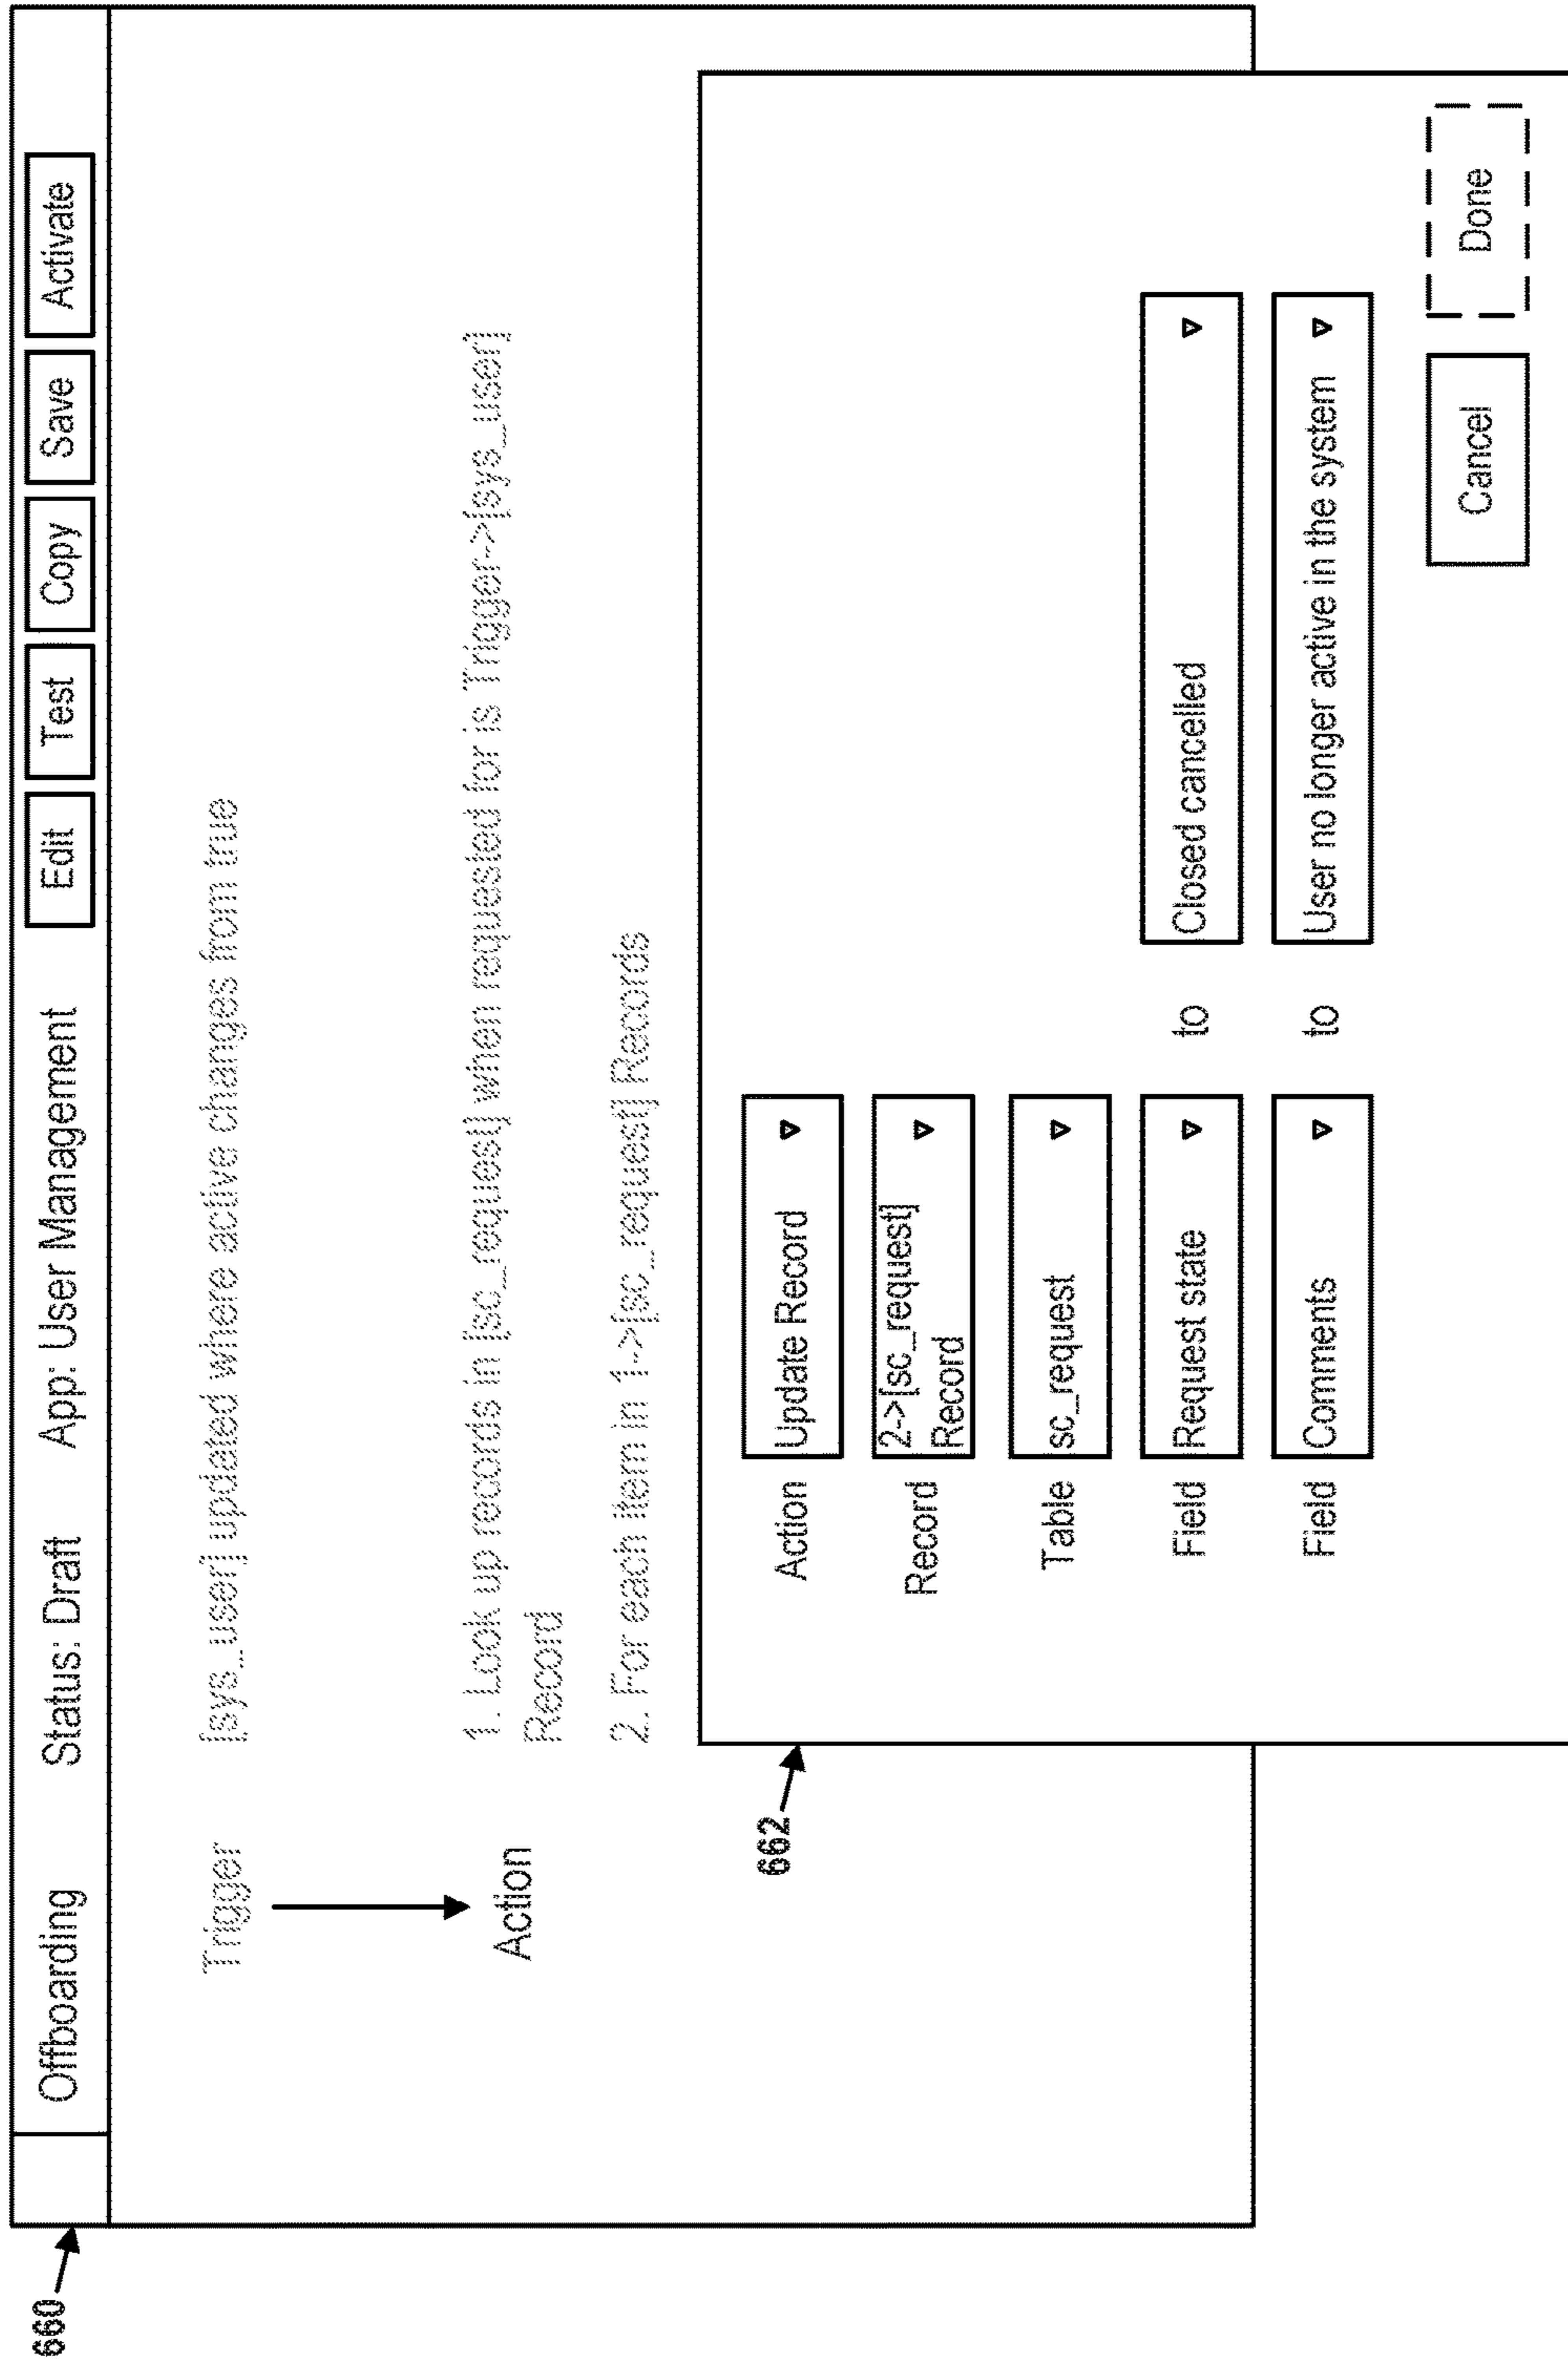 660
Offboarding Status: Draft App: User Management Edit Test Copy Save Activate
Trigger [sys_user] updated where active changes from true
Action 1. Look up records in [sc_request] when requested for is Trigger->[sys_user]
Record
2. For each item in 1->[sc_request] Records
662
Action Update Record
Record 2->[sc_request]
Record
Table sc_request
Field Request state to Closed cancelled
Field Comments to User no longer active in the system
Cancel Done